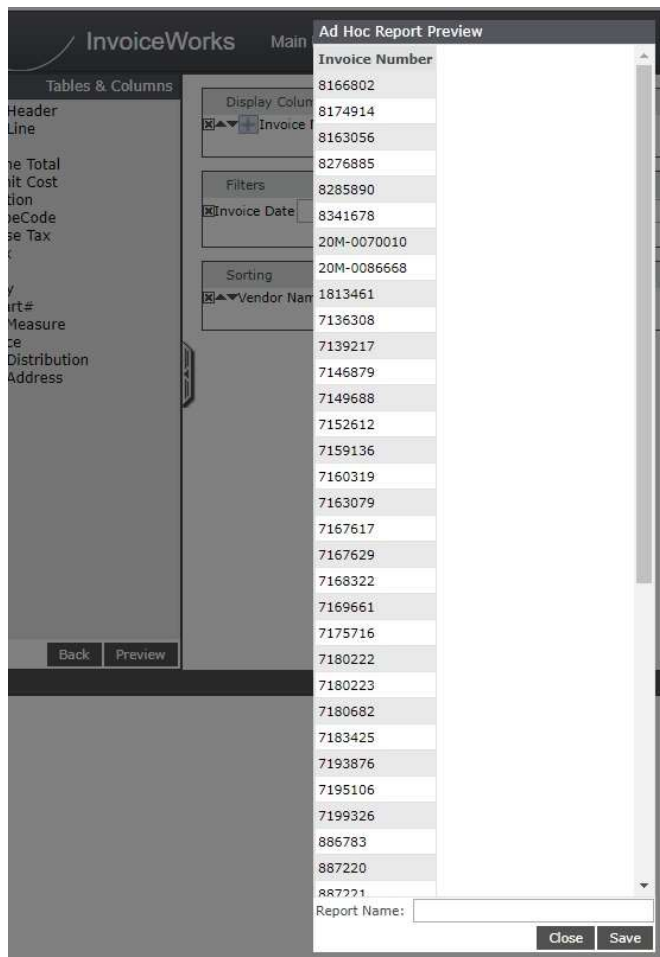 InvoiceWorks
Main
Tables & Columns
Header
Line
ne Total
nit Cost
tion
peCode
se Tax
x
y
art#
Measure
ce
Distribution
Address
Back
Preview
Display Colum
Invoice
Filters
Invoice Date
Sorting
Vendor Nam
Ad Hoc Report Preview
Invoice Number
8166802
8174914
8163056
8276885
8285890
8341678
20M-0070010
20M-0086668
1813461
7136308
7139217
7146879
7149688
7152612
7159136
7160319
7163079
7167617
7167629
7168322
7169661
7175716
7180222
7180223
7180682
7183425
7193876
7195106
7199326
886783
887220
887221
Report Name:
Close
Save